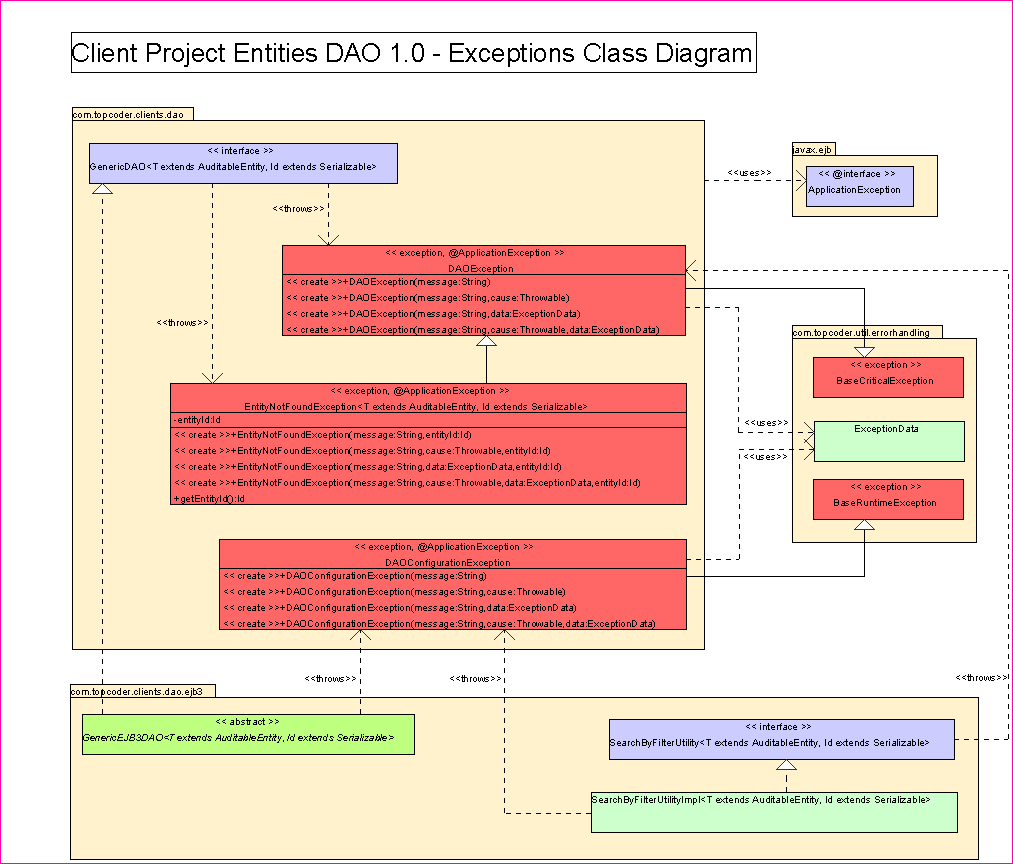 Client Project Entities DAO 1.0 - Exceptions Class Diagram
com.topcoder.clients.dao
<< interface >>
GenericDAO<T extends AuditableEntity, Id extends Serializable>
javax.ejb
<< @interface >>
ApplicationException
<<uses>>
<<throws>>
<< exception, @ApplicationException >>
DAOException
<< create >>+DAOException(message:String)
<< create >>+DAOException(message:String,cause:Throwable)
<< create >>+DAOException(message:String,data:ExceptionData)
<< create >>+DAOException(message:String,cause:Throwable,data:ExceptionData)
<<throws>>
com.topcoder.util.errorhandling
<< exception >>
BaseCriticalException
<< exception, @ApplicationException >>
EntityNotFoundException<T extends AuditableEntity, Id extends Serializable>
-entityId:Id
<< create >>+EntityNotFoundException(message:String,entityId:Id)
<< create >>+EntityNotFoundException(message:String,cause:Throwable,entityId:Id)
<< create >>+EntityNotFoundException(message:String,data:ExceptionData,entityId:Id)
<< create >>+EntityNotFoundException(message:String,cause:Throwable,data:ExceptionData,entityId:Id)
+getEntityId():Id
<<uses>>
ExceptionData
<<uses>>
<< exception >>
BaseRuntimeException
<< exception, @ApplicationException >>
DAOConfigurationException
<< create >>+DAOConfigurationException(message:String)
<< create >>+DAOConfigurationException(message:String,cause:Throwable)
<< create >>+DAOConfigurationException(message:String,data:ExceptionData)
<< create >>+DAOConfigurationException(message:String,cause:Throwable,data:ExceptionData)
<<throws>>
<<throws>>
<<throws>>
com.topcoder.clients.dao.ejb3
<< abstract >>
GenericEJB3DAO<T extends AuditableEntity, Id extends Serializable>
<< interface >>
SearchByFilterUtility<T extends AuditableEntity, Id extends Serializable>
SearchByFilterUtilityImpl<T extends AuditableEntity, Id extends Serializable>